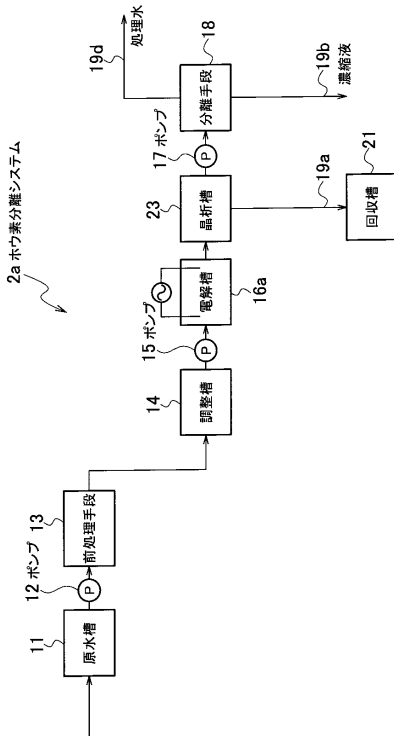 2a ホウ素分離システム
11
原水槽
12 ポンプ
P
13
前処理手段
14
調整槽
15 ポンプ
P
電解槽
16a
23
晶析槽
17 ポンプ
P
18
分離手段
19d
処理水
19b
濃縮液
19a
21
回収槽